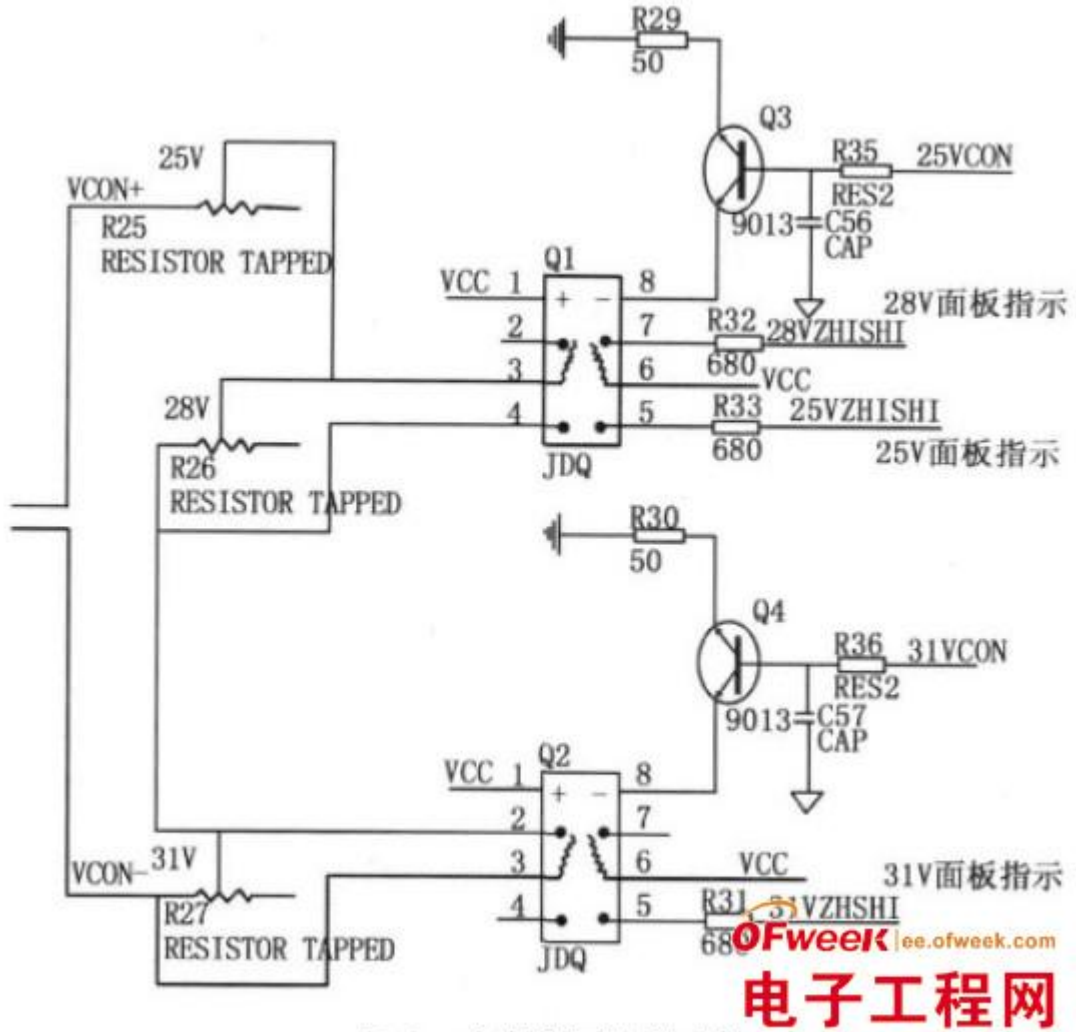 R29
50
Q3
25V
R35
25VCON
VCON+
RES2
R25
9013
C56
RESISTOR TAPPED
CAP
Q1
VCC 1
+ -
8
28V面板指示
2
7
R32
28VZHISHI
3
6
680
VCC
28V
4
5
R33
25VZHISHI
R26
JDQ
680
25V面板指示
RESISTOR TAPPED
R30
50
Q4
R36
31VCON
RES2
9013
C57
CAP
Q2
VCC 1
+ -
8
2
7
31V
3
6
VCC
VCON-
31V面板指示
R27
4
5
R31
31VZHSHI
RESISTOR TAPPED
JDQ
680
OFweek ee.ofweek.com
电子工程网